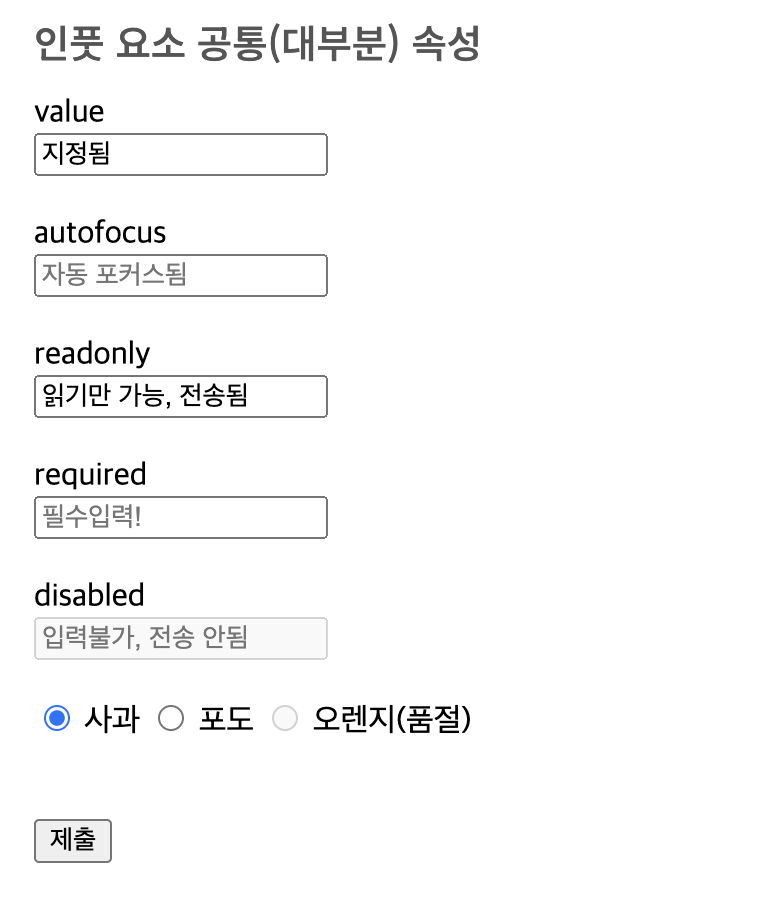 인풋 요소 공통(대부분) 속성
value
지정됨
autofocus
자동 포커스됨
readonly
읽기만 가능, 전송됨
required
필수입력!
disabled
입력불가, 전송 안됨
사과 포도 오렌지(품절)
제출